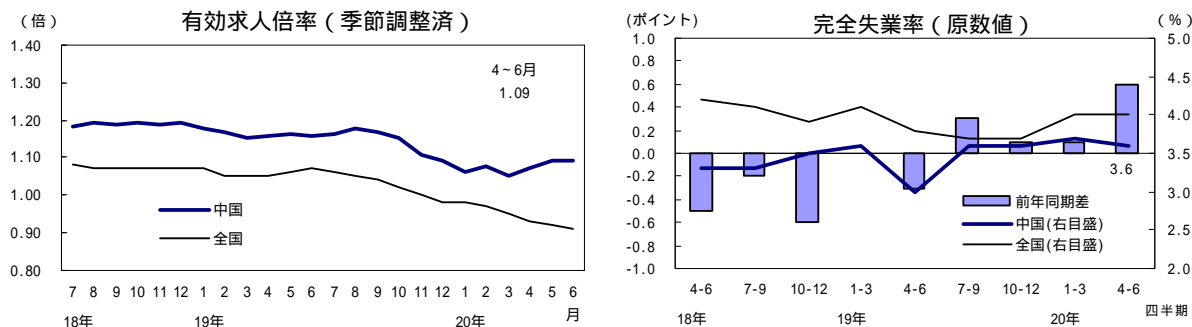 (倍)
有効求人倍率(季節調整済)
1.40
1.30
1.20
1.10
1.00
0.90
0.80
4~6月
1.09
中国
全国
7 8 9 10 11 12 1 2 3 4 5 6 7 8 9 10 11 12 1 2 3 4 5 6
月
18年 19年 20年
(ポイント)
完全失業率(原数値)
(%)
1.0
0.8
0.6
0.4
0.2
0.0
-0.2
-0.4
-0.6
-0.8
-1.0
5.0
4.5
4.0
3.5
3.0
2.5
2.0
3.6
前年同期差
中国(右目盛)
全国(右目盛)
4-6 7-9 10-12 1-3 4-6 7-9 10-12 1-3 4-6
18年 19年 20年
四半期